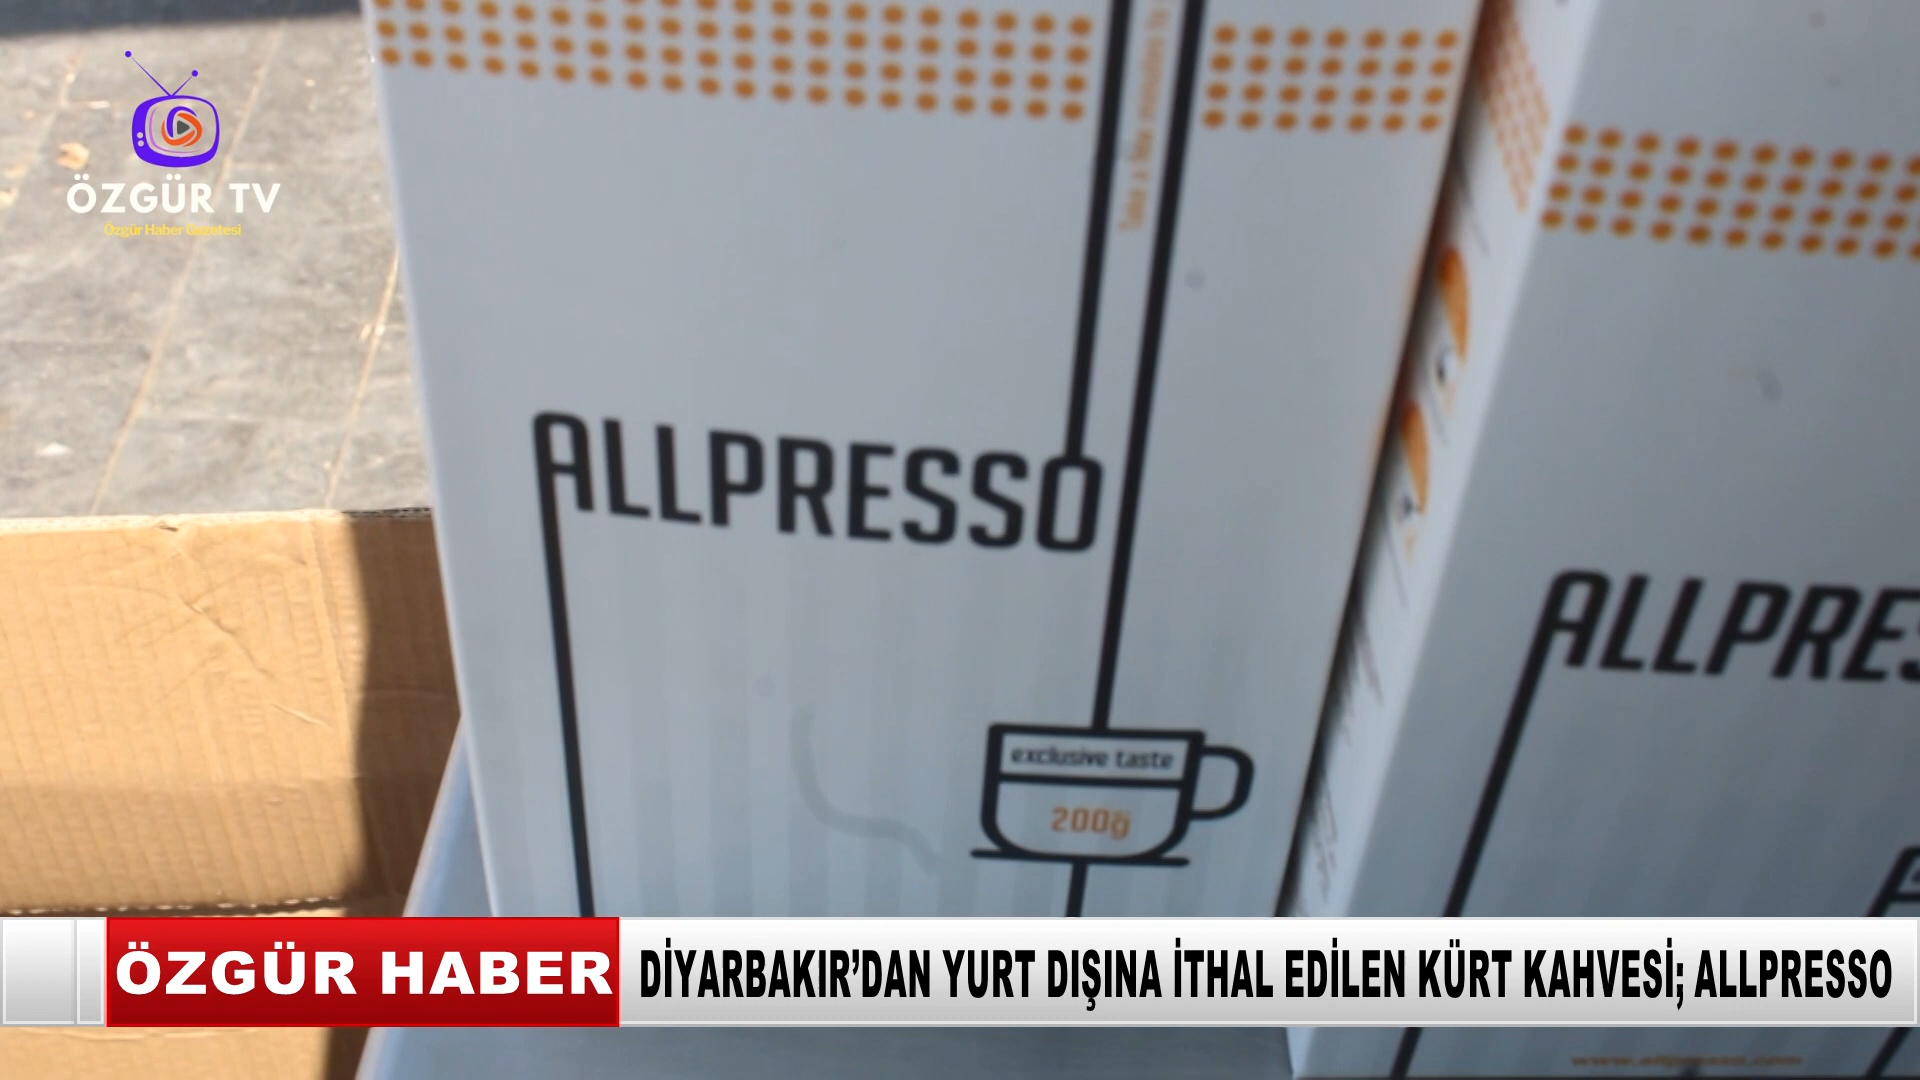 ÖZGÜR TV
Özgür Haber Gazetesi
ALLPRESSO
exclusive taste
200g
ALLPRES
ÖZGÜR HABER
DİYARBAKIR’DAN YURT DIŞINA İTHAL EDİLEN KÜRT KAHVESİ; ALLPRESSO